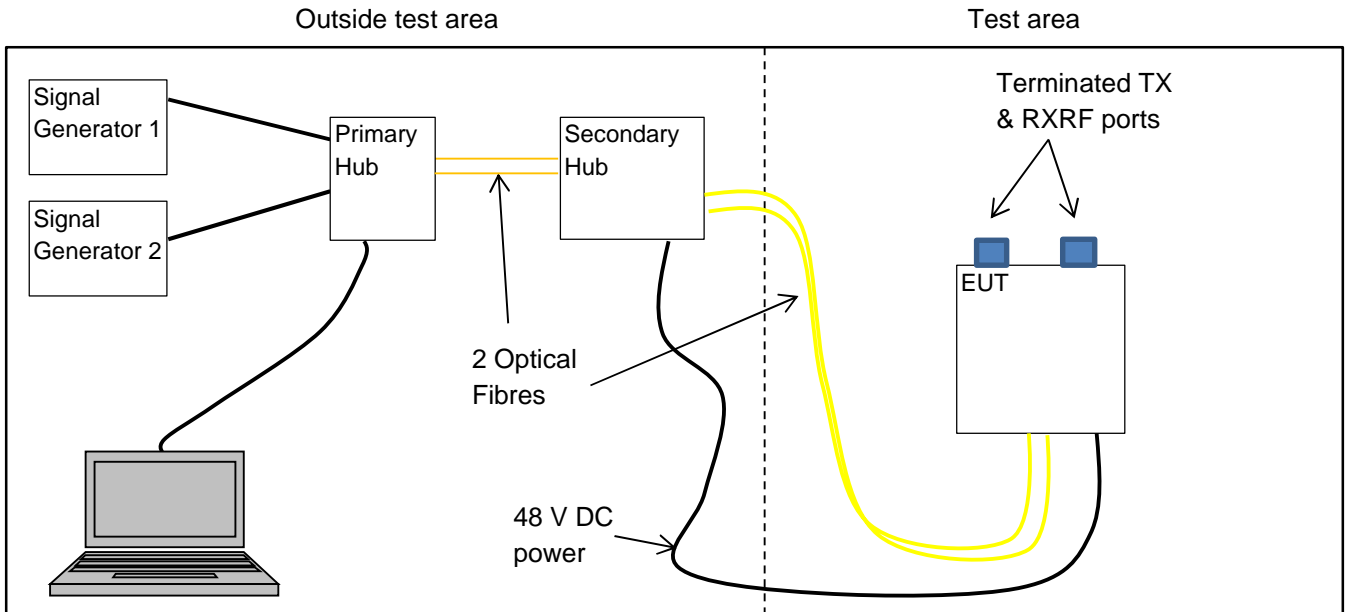 Outside test area
Test area
Signal
Generator 1
Primary
Hub
Secondary
Hub
Terminated TX
& RXRF ports
Signal
Generator 2
EUT
2 Optical
Fibres
48 V DC
power